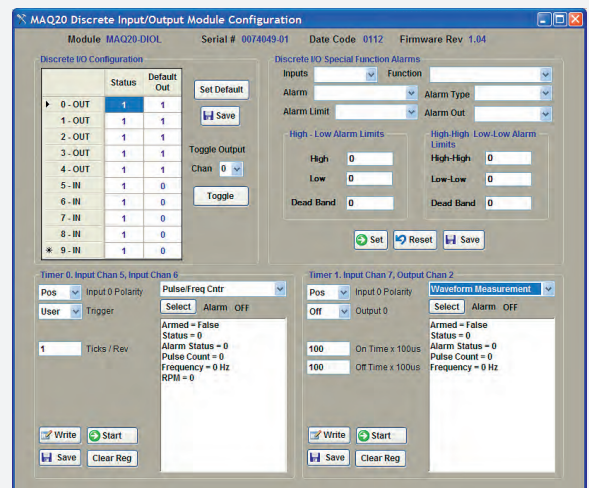 MAQ20 Discrete Input/Output Module Configuration
Module MAQ20-DIOL Serial # 0074049-01 Date Code 0112 Firmware Rev 1.04
Discrete I/O Configuration
Status Default Out
0 - OUT 1 1
1 - OUT 1 1
2 - OUT 1 1
3 - OUT 1 1
4 - OUT 1 1
5 - IN 1 0
6 - IN 1 0
7 - IN 1 0
8 - IN 1 0
9 - IN 1 0
Set Default
Save
Toggle Output
Chan 0
Toggle
Discrete I/O Special Function Alarms
Inputs Function
Alarm Alarm Type
Alarm Limit Alarm Out
High - Low Alarm Limits
High 0
Low 0
Dead Band 0
High-High Low-Low Alarm
Limits
High-High 0
Low-Low 0
Dead Band 0
Set Reset Save
Timer 0. Input Chan 5, Input Chan 6
Pos Input 0 Polarity
User Trigger
1 Ticks / Rev
Write Start
Save Clear Reg
Pulse/Freq Cntr
Select Alarm OFF
Armed = False
Status = 0
Alarm Status = 0
Pulse Count = 0
Frequency = 0 Hz
RPM = 0
Timer 1. Input Chan 7, Output Chan 2
Pos Input 0 Polarity
Off Output 0
100 On Time x 100us
100 Off Time x 100us
Write Start
Save Clear Reg
Waveform Measurement
Select Alarm OFF
Armed = False
Status = 0
Alarm Status = 0
Pulse Count = 0
Frequency = 0 Hz